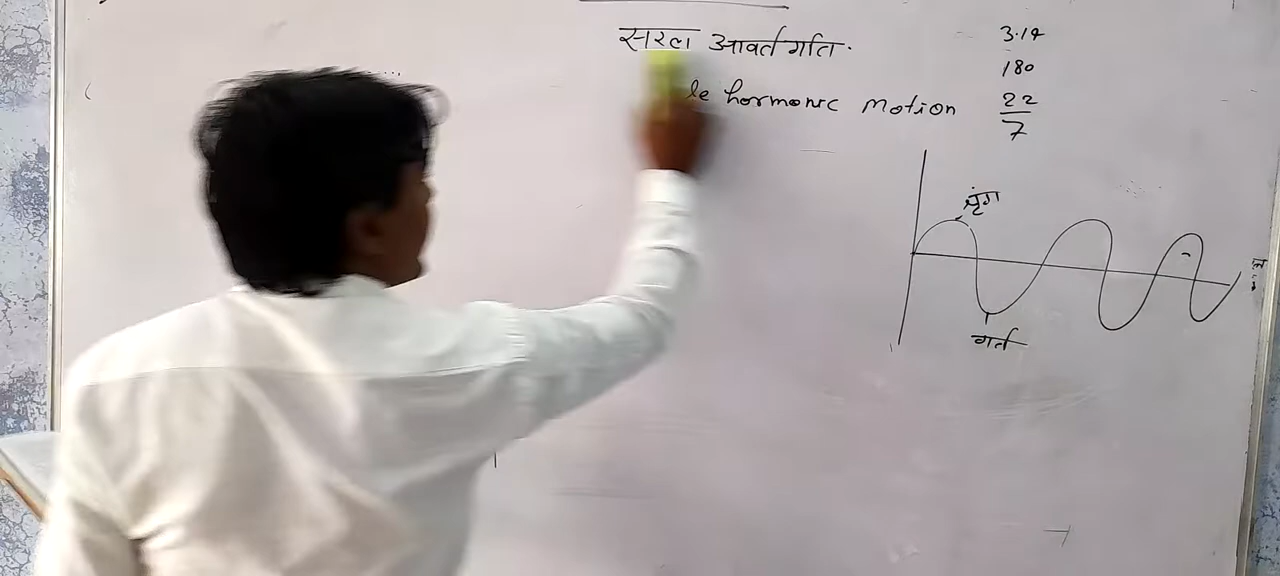 सरल आवर्त गति.
le hormonic motion
3.14
180
22
7
शृंग
गर्त